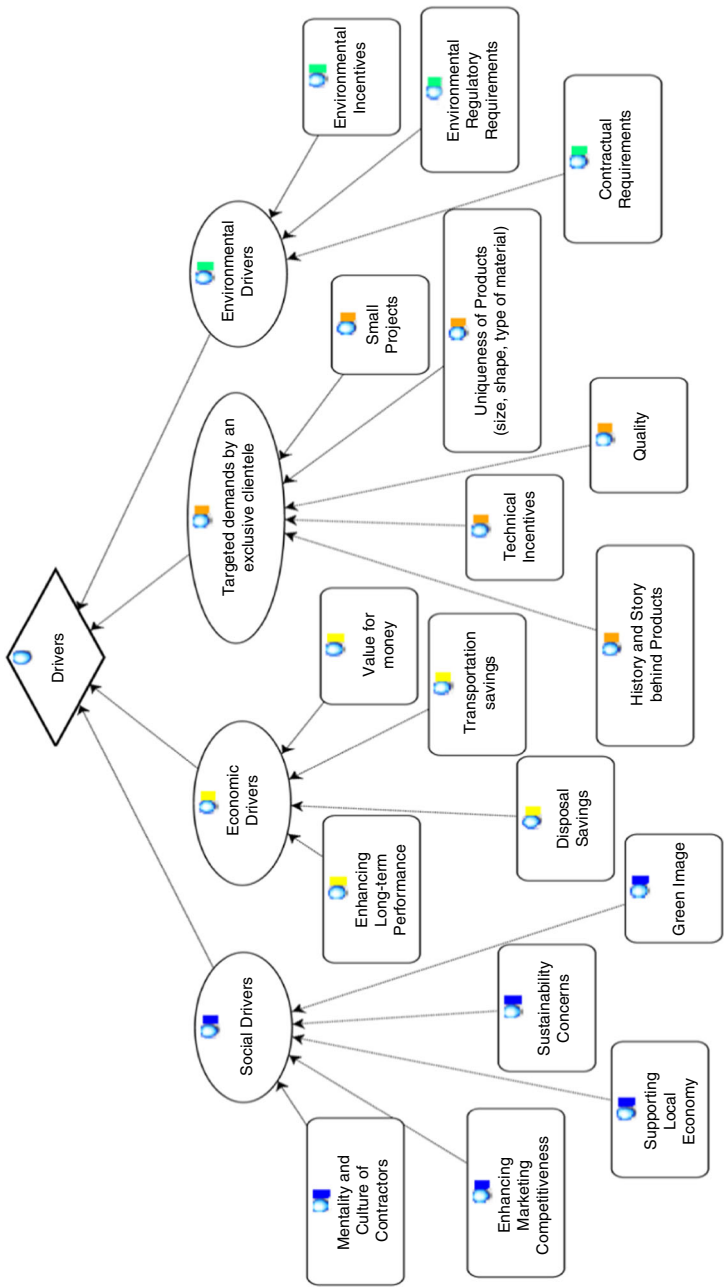 Drivers
Social Drivers
Economic
Drivers
Targeted demands by an
exclusive clientele
Environmental
Drivers
Mentality and
Culture of
Contractors
Enhancing
Marketing
Competitiveness
Supporting
Local
Economy
Sustainability
Concerns
Green Image
Enhancing
Long-term
Performance
Disposal
Savings
Transportation
savings
Value for
money
History and Story
behind Products
Technical
Incentives
Quality
Uniqueness of Products
(size, shape, type of material)
Small
Projects
Contractual
Requirements
Environmental
Regulatory
Requirements
Environmental
Incentives